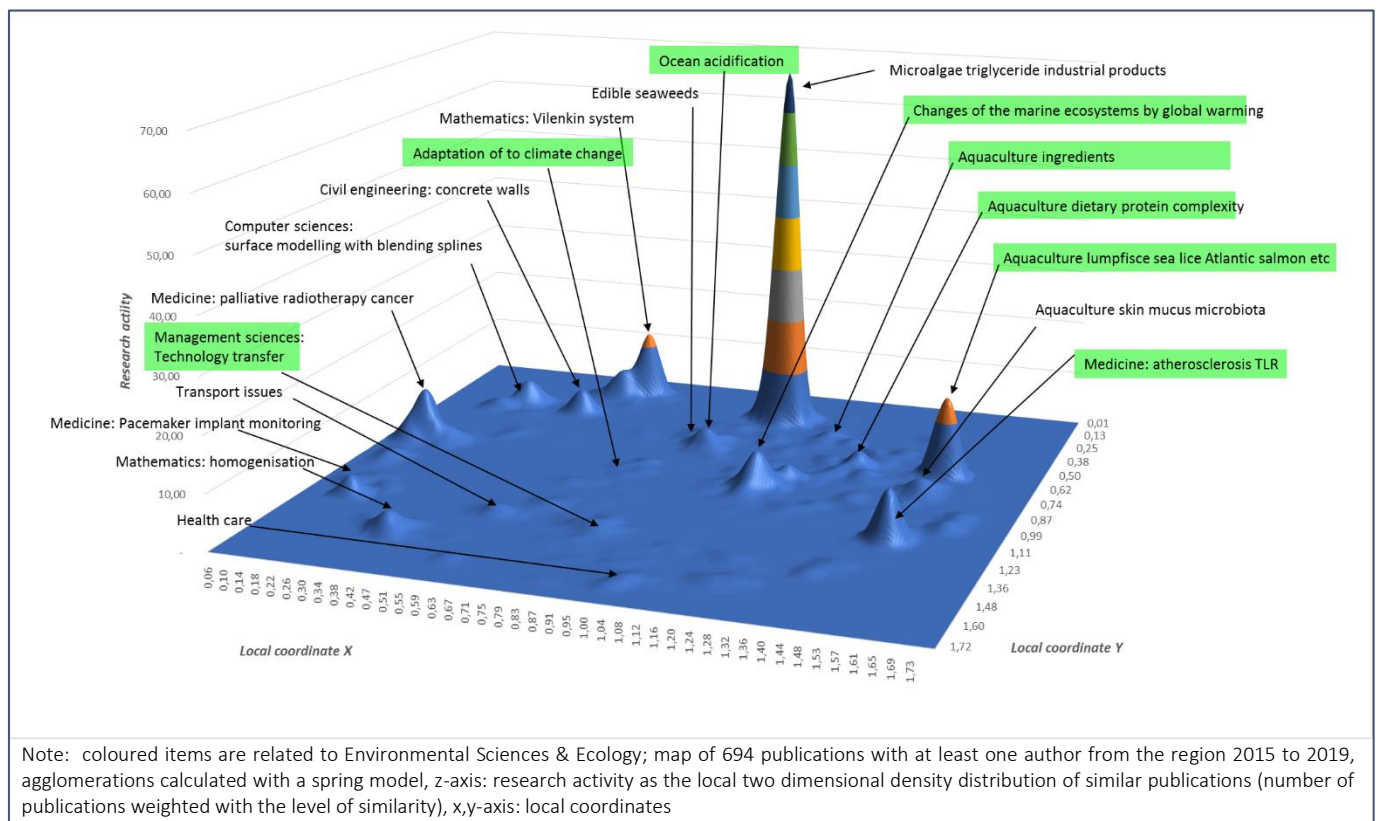 Ocean acidification
Microalgae triglyceride industrial products
Edible seaweeds
Changes of the marine ecosystems by global warming
Mathematics: Vilenkin system
Adaptation of to climate change
Aquaculture ingredients
Civil engineering: concrete walls
Aquaculture dietary protein complexity
Computer sciences:
surface modelling with blending splines
Aquaculture lumpfisce sea lice Atlantic salmon etc
Medicine: palliative radiotherapy cancer
Aquaculture skin mucus microbiota
Management sciences:
Technology transfer
Medicine: atherosclerosis TLR
Transport issues
Medicine: Pacemaker implant monitoring
Mathematics: homogenisation
Health care
Research actiity
70,00
60,00
50,00
40,00
30,00
20,00
10,00
-
0,06
0,10
0,14
0,18
0,22
0,26
0,30
0,34
0,38
0,42
0,47
0,51
0,55
0,59
0,63
0,67
0,71
0,75
0,79
0,83
0,87
0,91
0,95
1,00
1,04
1,08
1,12
1,16
1,20
1,24
1,28
1,32
1,36
1,40
1,44
1,48
1,53
1,57
1,61
1,65
1,69
1,73
Local coordinate X
0,01
0,13
0,25
0,38
0,50
0,62
0,74
0,87
0,99
1,11
1,23
1,36
1,48
1,60
1,72
Local coordinate Y
Note: coloured items are related to Environmental Sciences & Ecology; map of 694 publications with at least one author from the region 2015 to 2019,
agglomerations calculated with a spring model, z-axis: research activity as the local two dimensional density distribution of similar publications (number of
publications weighted with the level of similarity), x,y-axis: local coordinates